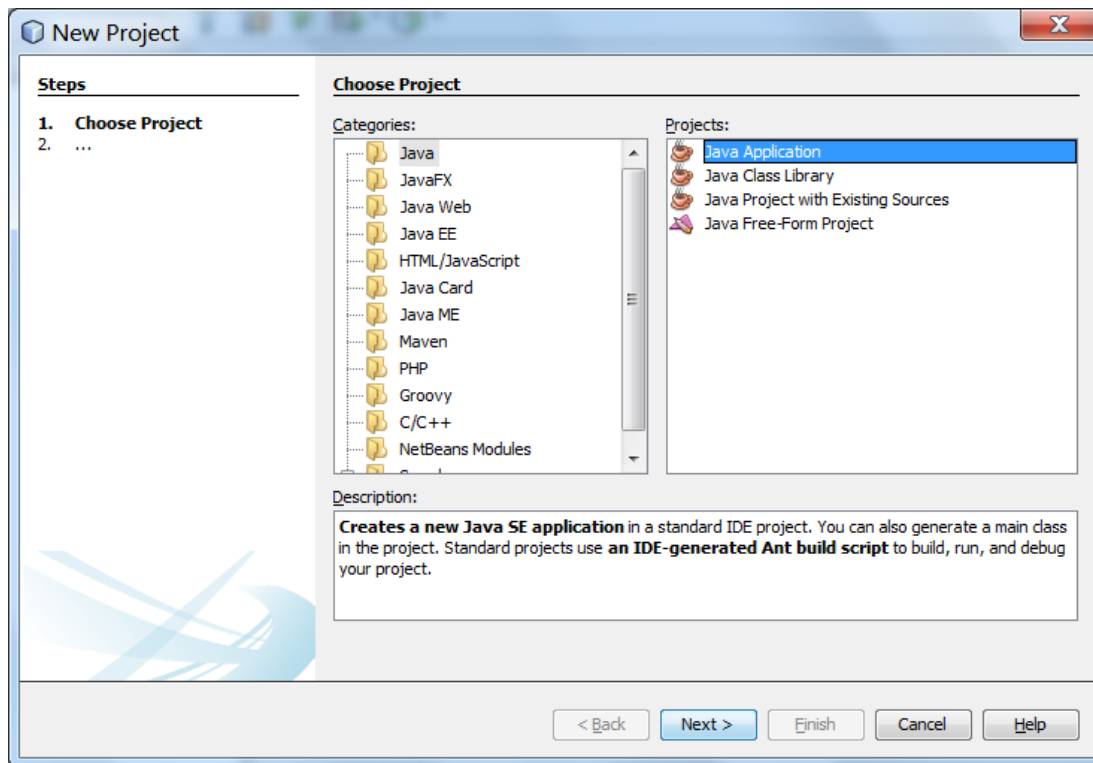 New Project
X
Steps
1. Choose Project
2. ...
Choose Project
Categories:
Java
JavaFX
Java Web
Java EE
HTML/JavaScript
Java Card
Java ME
Maven
PHP
Groovy
C/C++
NetBeans Modules
Projects:
Java Application
Java Class Library
Java Project with Existing Sources
Java Free-Form Project
Description:
Creates a new Java SE application in a standard IDE project. You can also generate a main class
in the project. Standard projects use an IDE-generated Ant build script to build, run, and debug
your project.
< Back
Next >
Finish
Cancel
Help